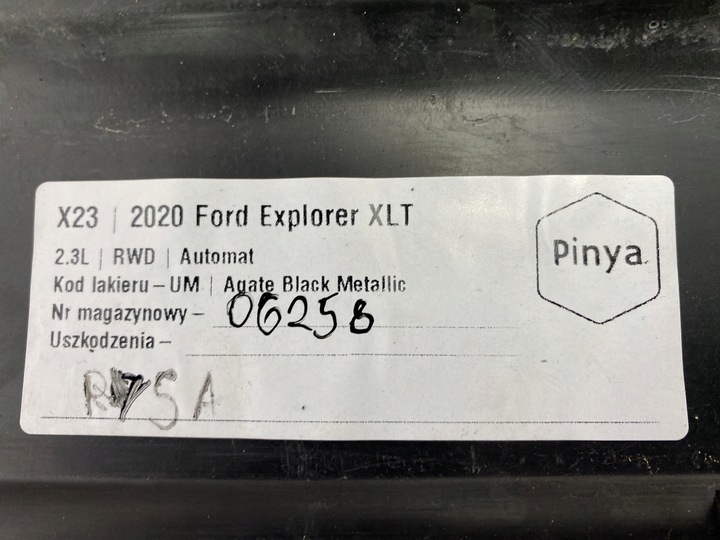 X23 | 2020 Ford Explorer XLT
2.3L | RWD | Automat
Kod lakieru – UM | Agate Black Metallic
Nr magazynowy – 06258
Uszkodzenia –
Pinya